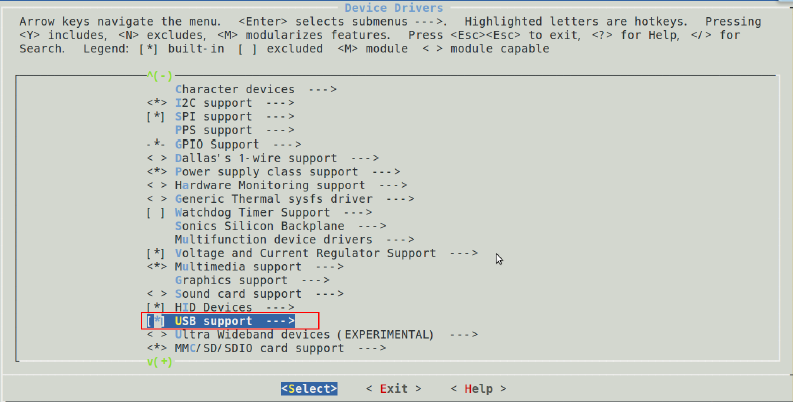 Device Drivers
Arrow keys navigate the menu.  <Enter> selects submenus --->.  Highlighted letters are hotkeys.  Pressing
<Y> includes, <N> excludes, <M> modularizes features.  Press <Esc><Esc> to exit, <?> for Help, </> for
Search.  Legend: [*] built-in [ ] excluded  <M> module  < > module capable
^(-)
Character devices  --->
<*> I2C support  --->
[*] SPI support  --->
PPS support  --->
-*- GPIO Support  --->
< > Dallas's 1-wire support  --->
<*> Power supply class support  --->
< > Hardware Monitoring support  --->
< > Generic Thermal sysfs driver  --->
[ ] Watchdog Timer Support  --->
Sonics Silicon Backplane  --->
Multifunction device drivers  --->
[*] Voltage and Current Regulator Support  --->
<*> Multimedia support  --->
Graphics support  --->
< > Sound card support  --->
[*] HID Devices  --->
[*] USB support  --->
< > Ultra Wideband devices (EXPERIMENTAL)  --->
<*> MMC/SD/SDIO card support  --->
v(+)
<Select>    < Exit >    < Help >